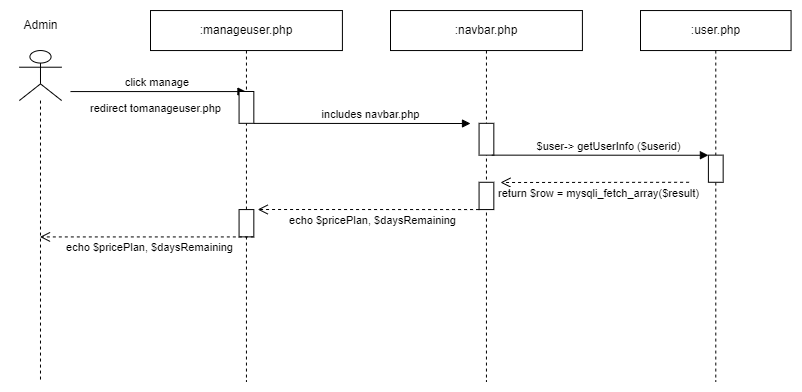 Admin
:manageuser.php
:navbar.php
:user.php
click manage
redirect tomanageuser.php
includes navbar.php
$user-> getUserInfo ($userid)
return $row = mysqli_fetch_array($result)
echo $pricePlan, $daysRemaining
echo $pricePlan, $daysRemaining